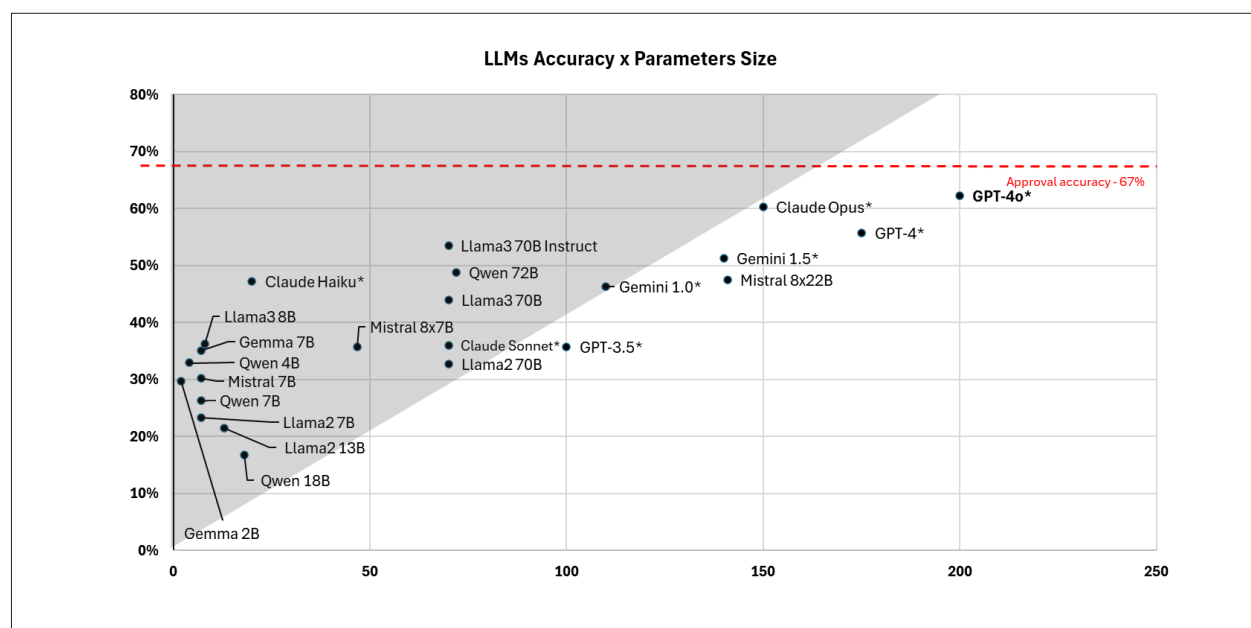 LLMs Accuracy x Parameters Size
80%
70%
Approval accuracy - 67%
GPT-4o*
60%
Claude Opus*
GPT-4*
Llama3 70B Instruct
50%
Gemini 1.5*
Qwen 72B
Mistral 8x22B
Claude Haiku*
Gemini 1.0*
Llama3 70B
40%
Llama3 8B
Mistral 8x7B
Gemma 7B
Claude Sonnet*
GPT-3.5*
Qwen 4B
Llama2 70B
30%
Mistral 7B
Qwen 7B
Llama2 7B
20%
Llama2 13B
Qwen 18B
10%
Gemma 2B
0%
0 50 100 150 200 250